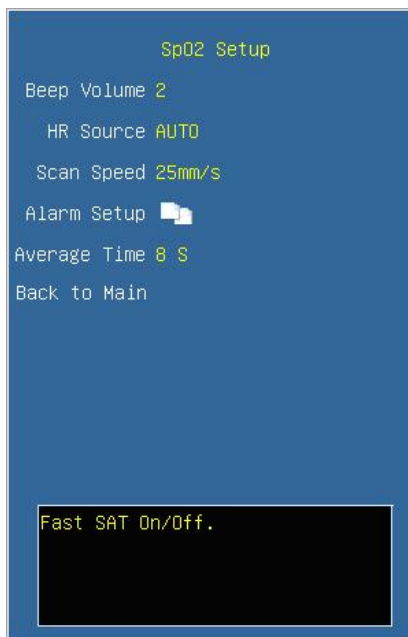 SpO2 Setup
Beep Volume 2
HR Source AUTO
Scan Speed 25mm/s
Alarm Setup
Average Time 8 S
Back to Main
Fast SAT On/Off.